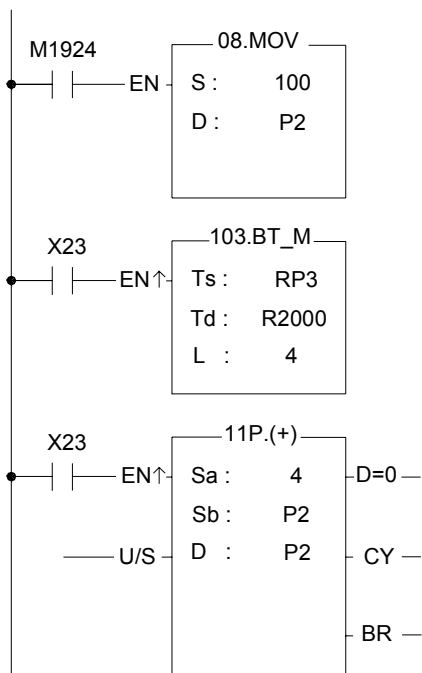 M1924
08.MOV
EN
S : 100
D : P2
X23
103.BT_M
EN↑
Ts : RP3
Td : R2000
L : 4
X23
11P.(+)
EN↑
Sa : 4
D=0
Sb : P2
U/S
D : P2
CY
BR